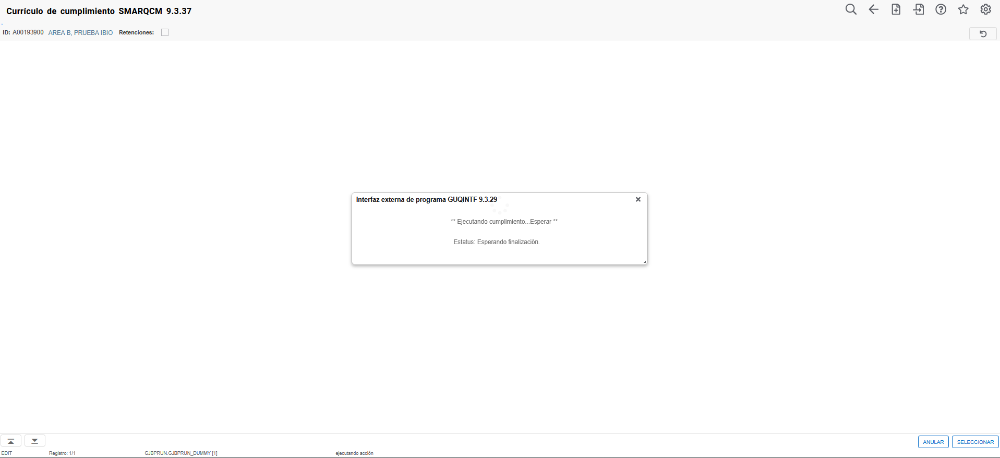 Currículo de cumplimiento SMARQCM 9.3.37
ID: A00193900 AREA B, PRUEBA IBIO Retenciones:
Interfaz externa de programa GUQINTF 9.3.29
** Ejecutando cumplimiento...Esperar **
Estatus: Esperando finalización.
ANULAR SELECCIONAR
EDIT Registro: 1/1 GJBPRUN.GJBPRUN_DUMMY [1] ejecutando acción